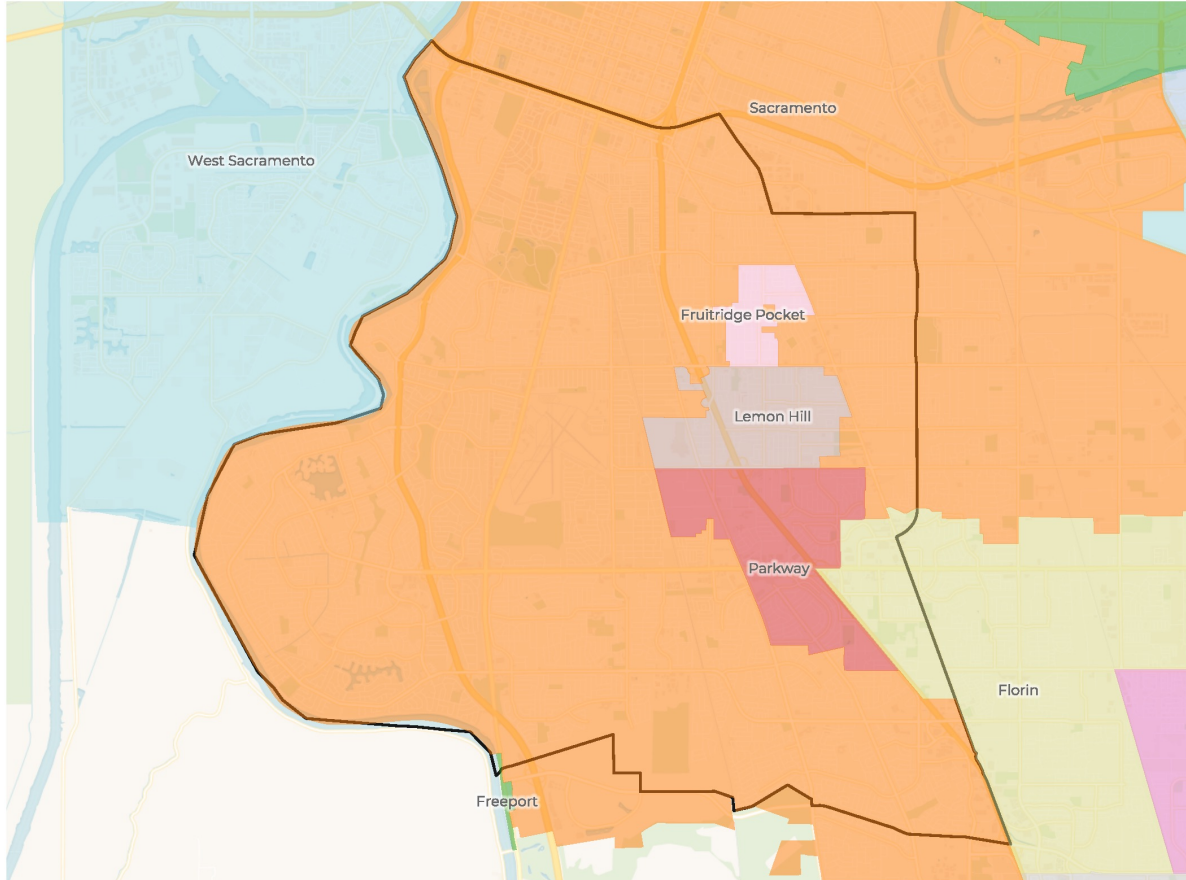 Sacramento
West Sacramento
Fruitridge Pocket
Lemon Hill
Parkway
Florin
Freeport